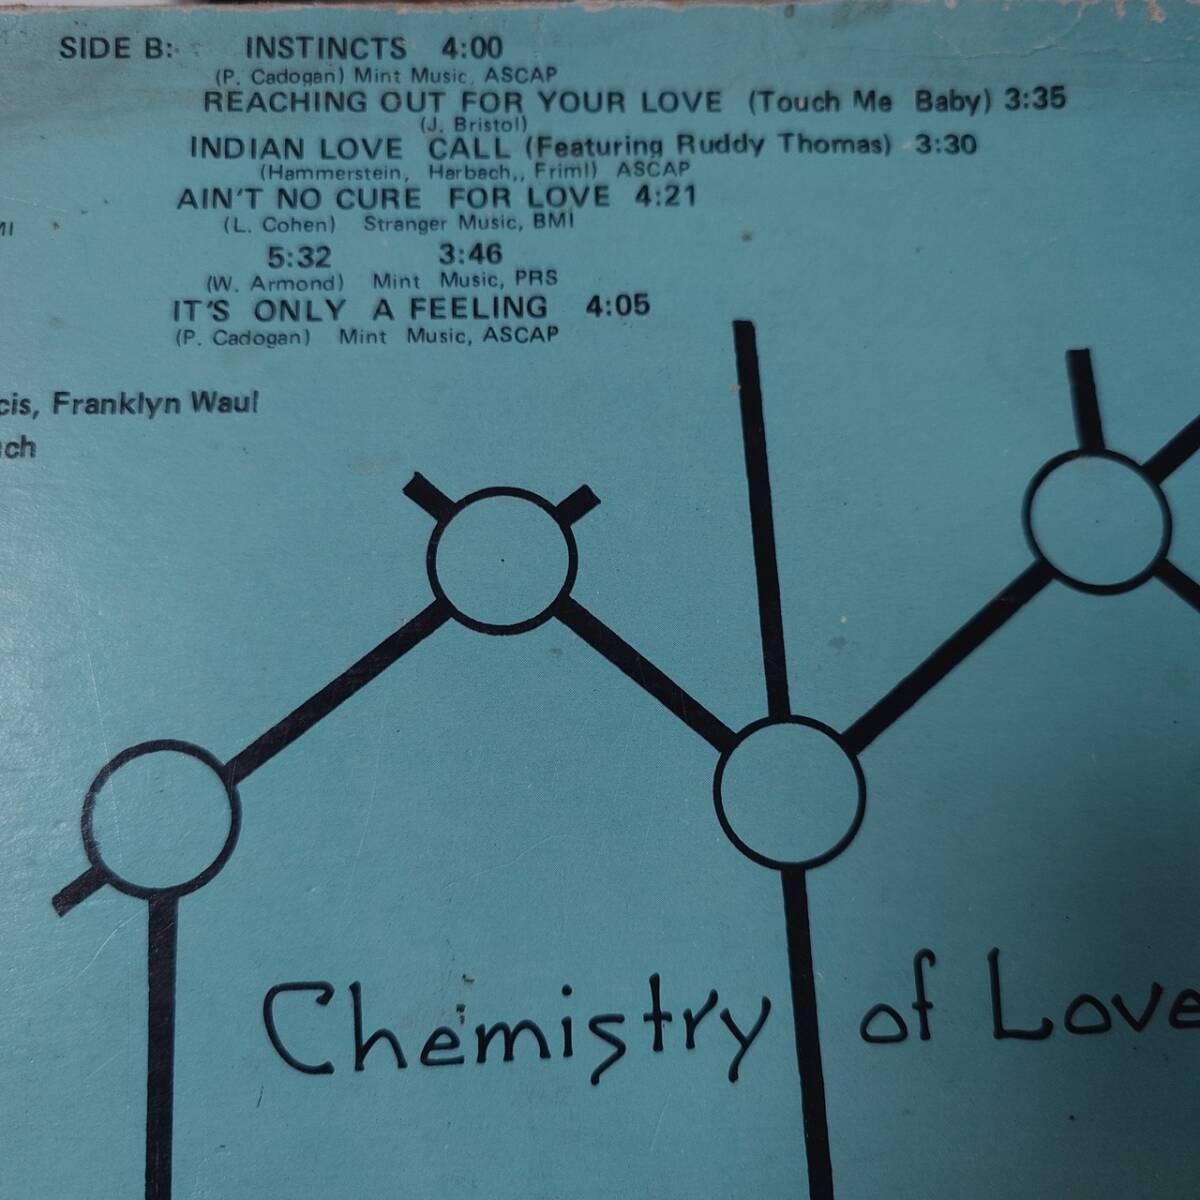 SIDE B: INSTINCTS 4:00
(P. Cadogan) Mint Music, ASCAP
REACHING OUT FOR YOUR LOVE (Touch Me Baby) 3:35
(J. Bristol)
INDIAN LOVE CALL (Featuring Ruddy Thomas) 3:30
(Hammerstein, Harbach,, Friml) ASCAP
AIN'T NO CURE FOR LOVE 4:21
(L. Cohen) Stranger Music, BMI
MI
5:32 3:46
(W. Armond) Mint Music, PRS
IT'S ONLY A FEELING 4:05
(P. Cadogan) Mint Music, ASCAP
cis, Franklyn Waul
ch
Chemistry of Love